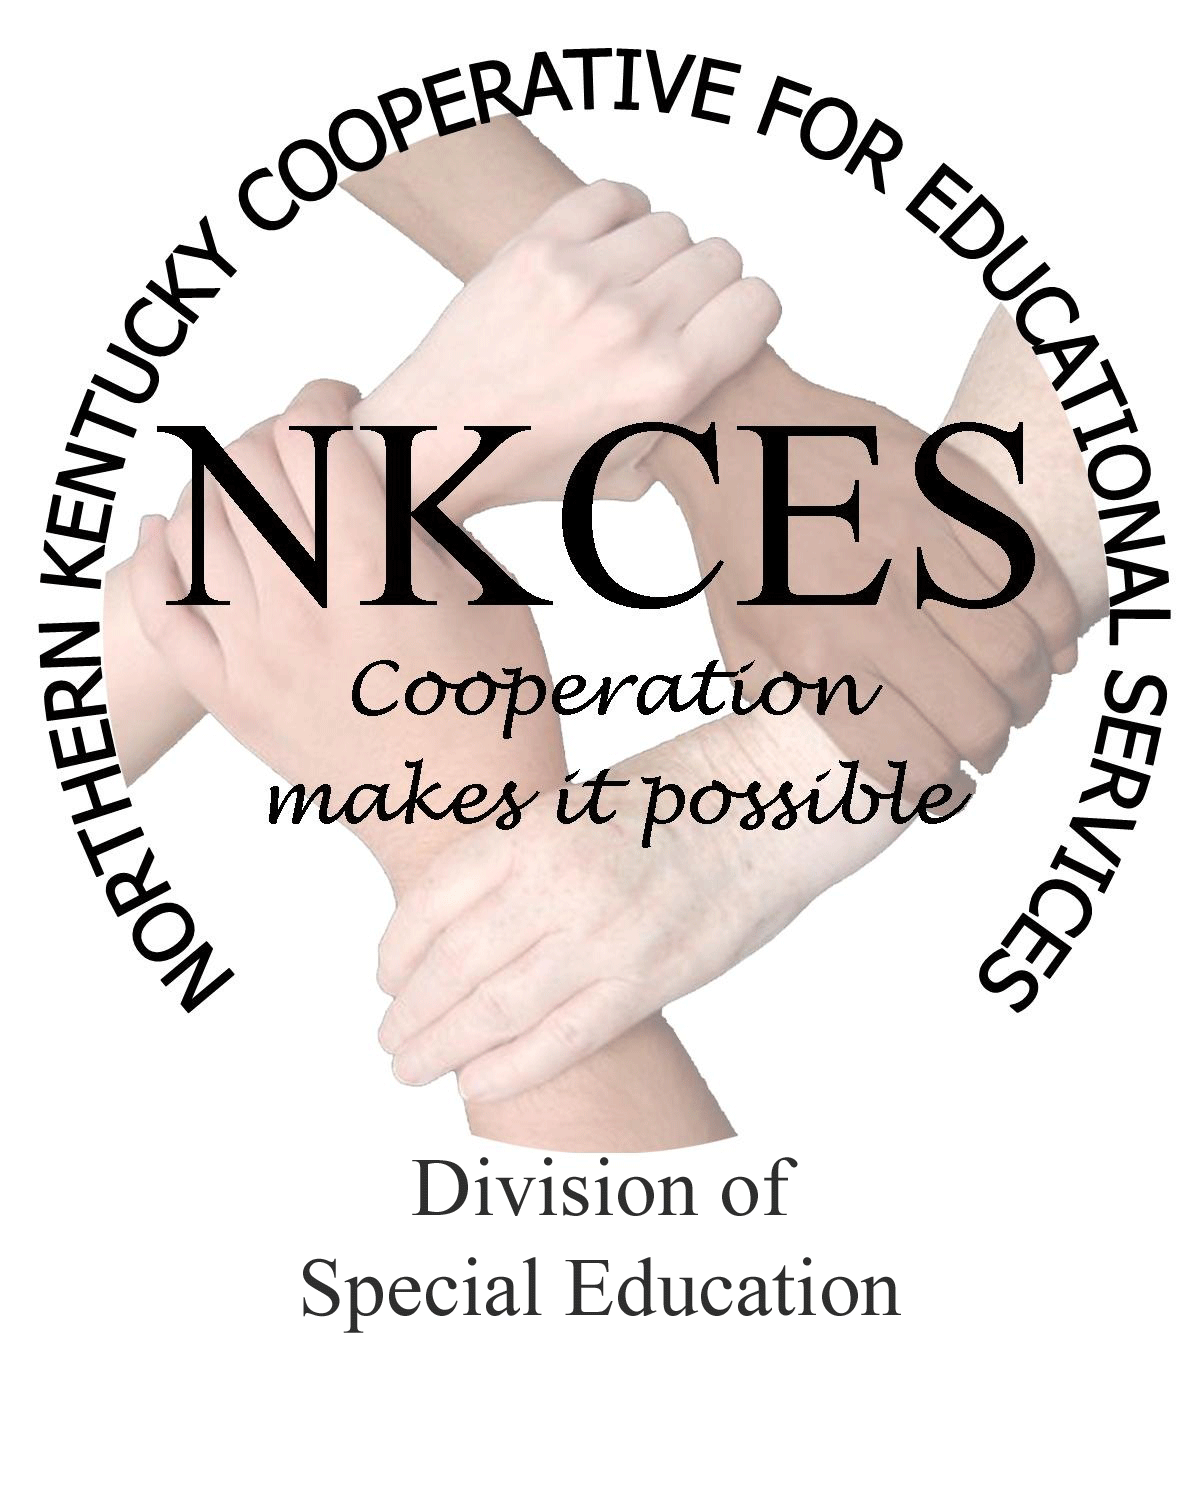 NORTHERN KENTUCKY COOPERATIVE FOR EDUCATIONAL SERVICES
NKCES
Cooperation
makes it possible
Division of
Special Education